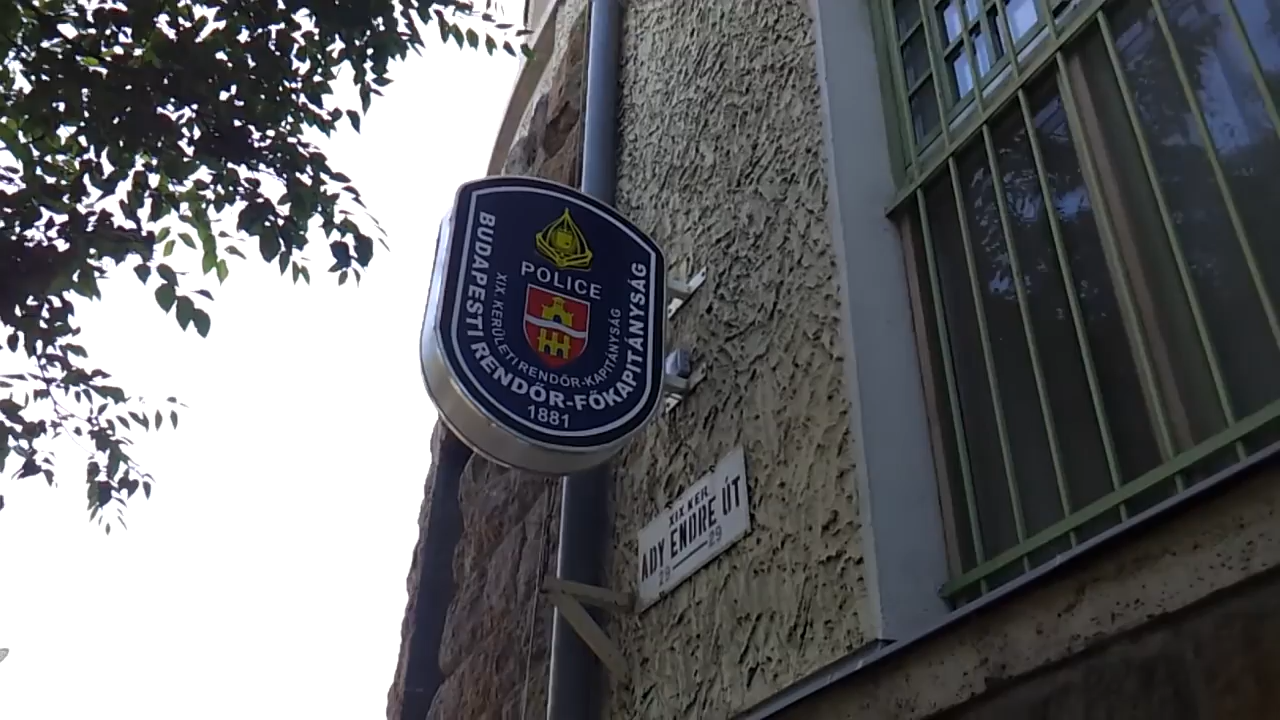 POLICE
XIX. KERÜLETI RENDŐR-KAPITÁNYSÁG
BUDAPESTI RENDŐR-FŐKAPITÁNYSÁG
1881
XIX. KER.
ADY ENDRE ÚT
29 — 29